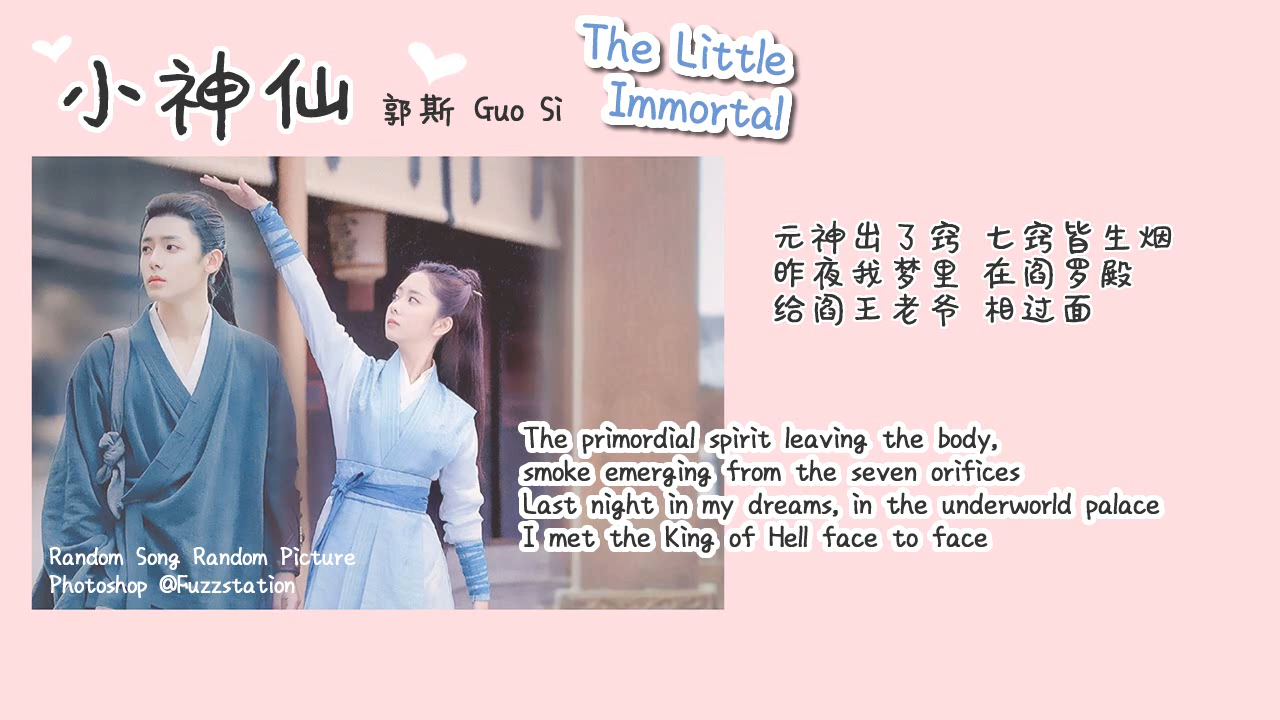 小神仙
郭斯 Guo Si
The Little
Immortal
元神出了窍 七窍皆生烟
昨夜我梦里 在阎罗殿
给阎王老爷 相过面
The primordial spirit leaving the body,
smoke emerging from the seven orifices
Last night in my dreams, in the underworld palace
I met the King of Hell face to face
Random Song Random Picture
Photoshop @Fuzzstation